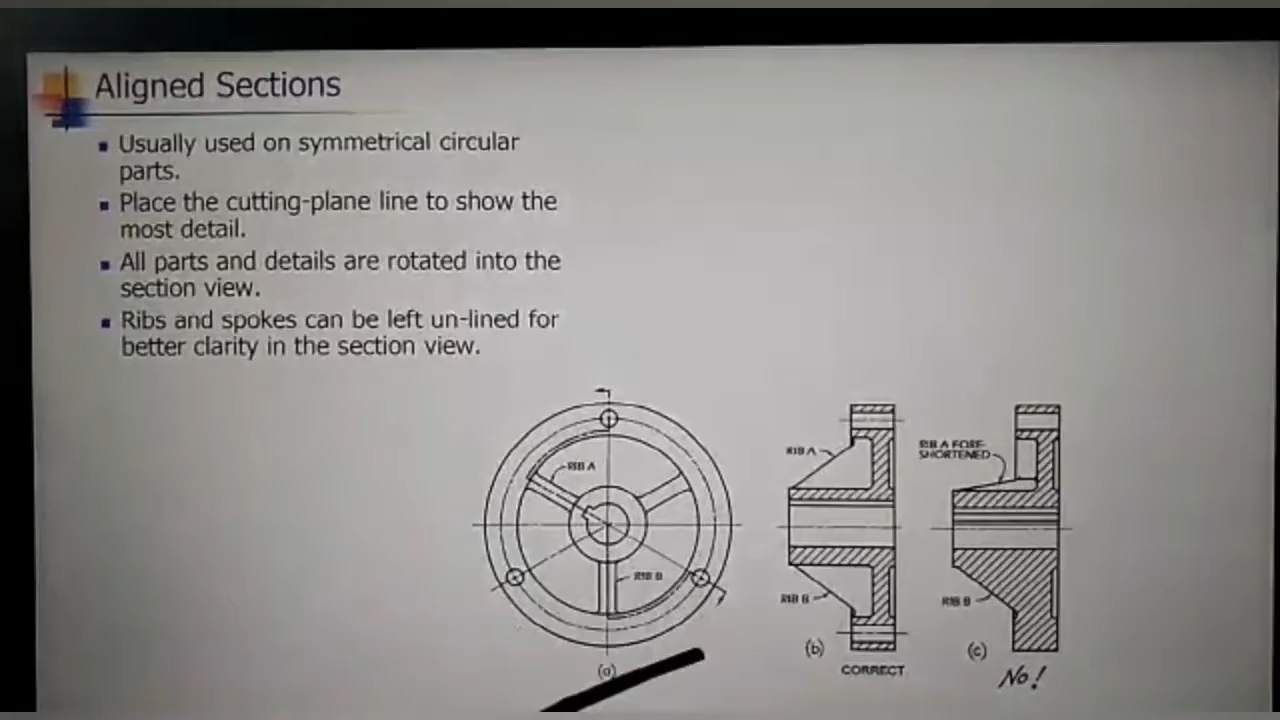 Aligned Sections
Usually used on symmetrical circular
parts.
Place the cutting-plane line to show the
most detail.
All parts and details are rotated into the
section view.
Ribs and spokes can be left un-lined for
better clarity in the section view.
RIB A
RIB B
(a)
RIB A
RIB B
(b)
CORRECT
RIB A FORE-
SHORTENED
RIB B
(c)
No!